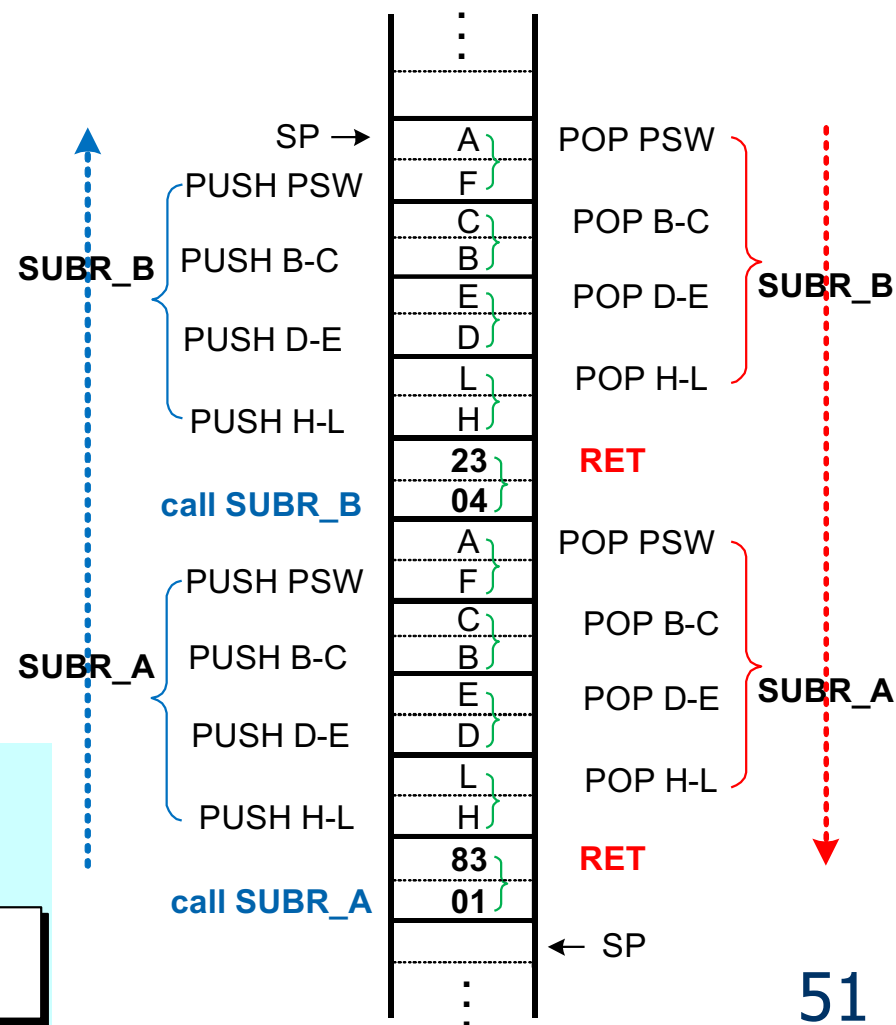 SP → A POP PSW
PUSH PSW F
C POP B-C
SUBR_B PUSH B-C B SUBR_B
E POP D-E
PUSH D-E D
L POP H-L
PUSH H-L H
23 RET
call SUBR_B 04
A POP PSW
PUSH PSW F
C POP B-C
SUBR_A PUSH B-C B SUBR_A
E POP D-E
PUSH D-E D
L POP H-L
PUSH H-L H
83 RET
call SUBR_A 01
← SP
51